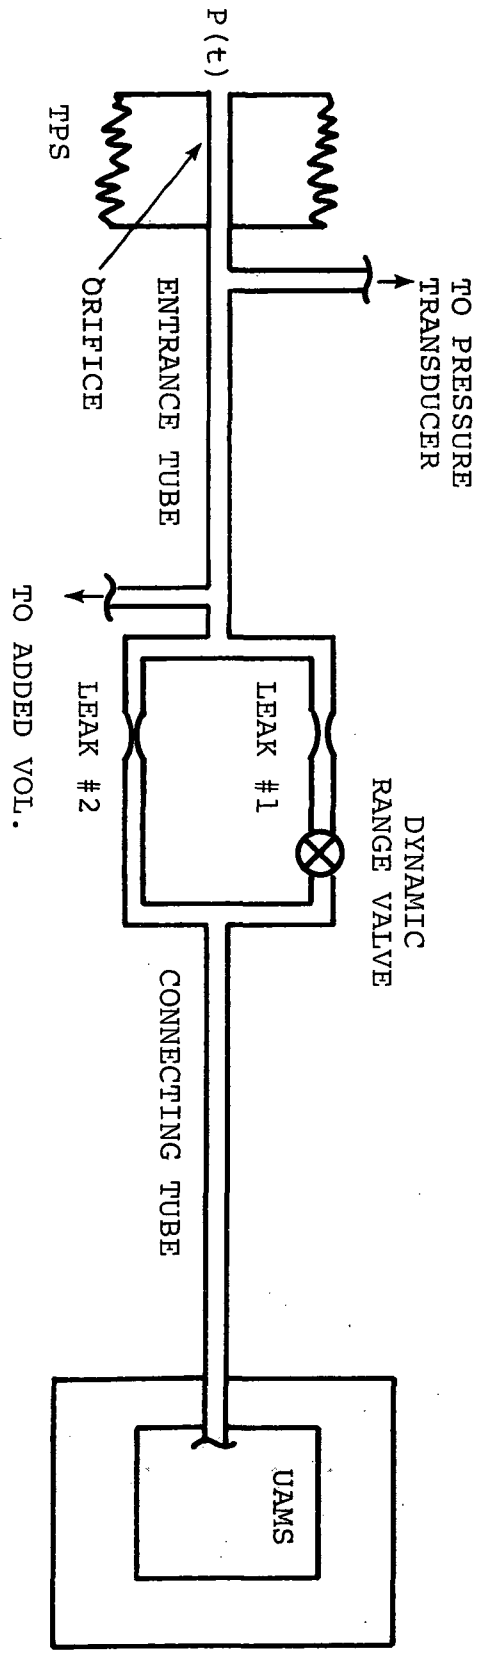 P(t)
TPS
ORIFICE
ENTRANCE TUBE
TO PRESSURE
TRANSDUCER
TO ADDED VOL.
LEAK #2
LEAK #1
DYNAMIC
RANGE VALVE
CONNECTING TUBE
UAMS